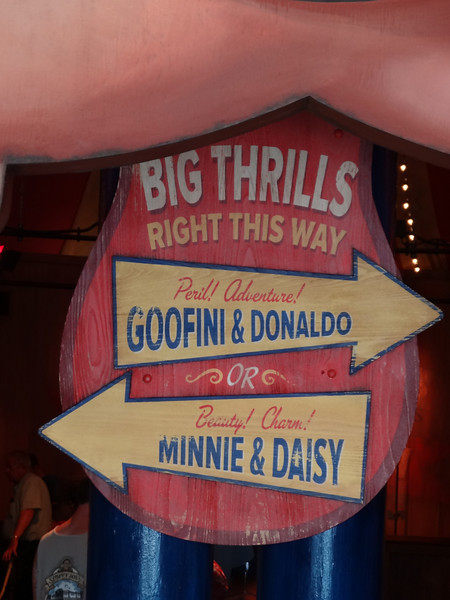 BIG THRILLS
RIGHT THIS WAY
Peril! Adventure!
GOOFINI & DONALDO
OR
Beauty! Charm!
MINNIE & DAISY